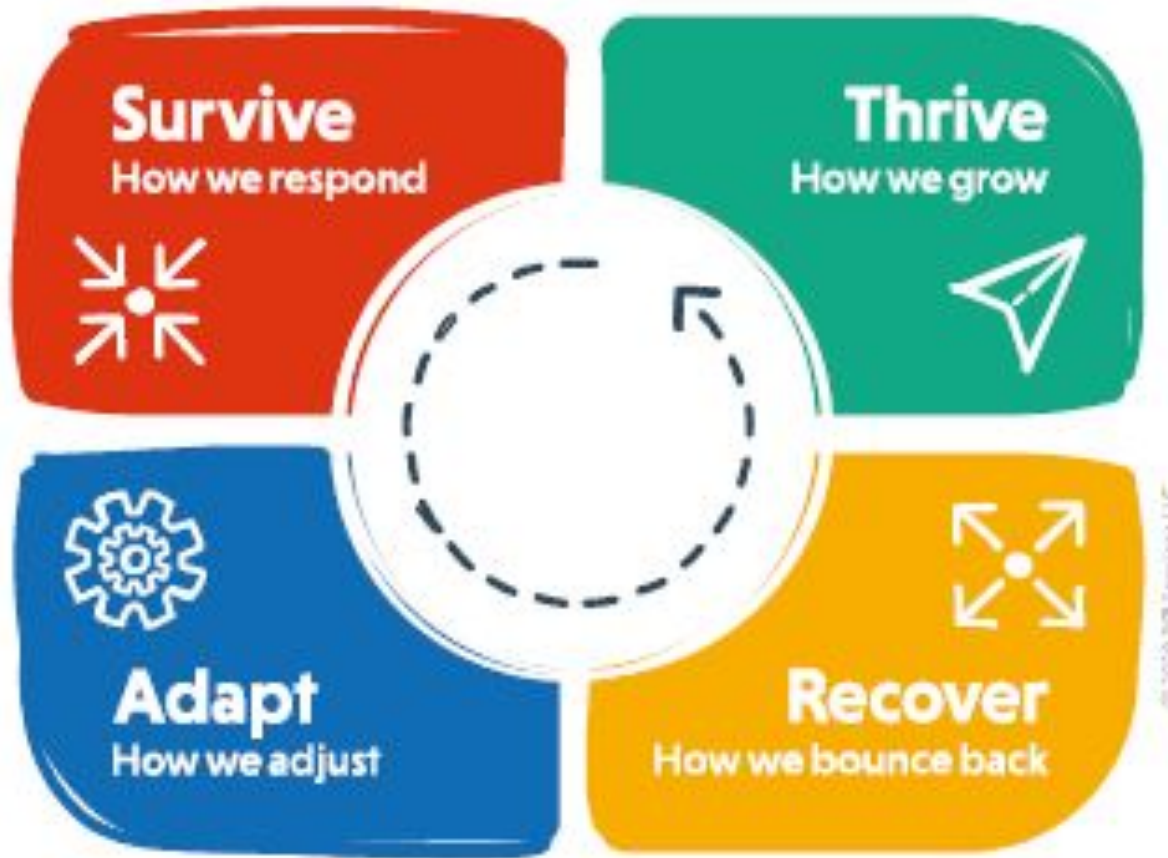 Survive
How we respond
Thrive
How we grow
Adapt
How we adjust
Recover
How we bounce back